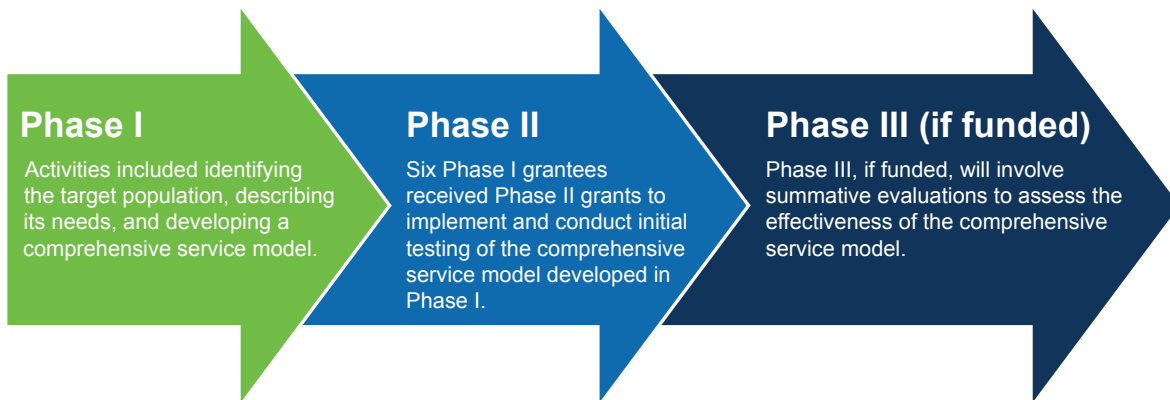 Phase I
Activities included identifying
the target population, describing
its needs, and developing a
comprehensive service model.
Phase II
Six Phase I grantees
received Phase II grants to
implement and conduct initial
testing of the comprehensive
service model developed in
Phase I.
Phase III (if funded)
Phase III, if funded, will involve
summative evaluations to assess the
effectiveness of the comprehensive
service model.